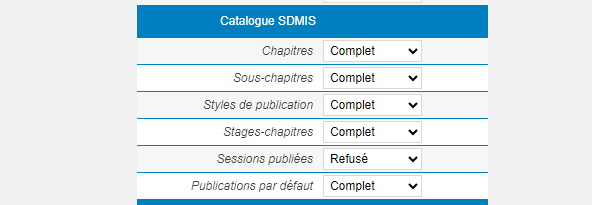 Catalogue SDMIS
Chapitres Complet
Sous-chapitres Complet
Styles de publication Complet
Stages-chapitres Complet
Sessions publiées Refusé
Publications par défaut Complet